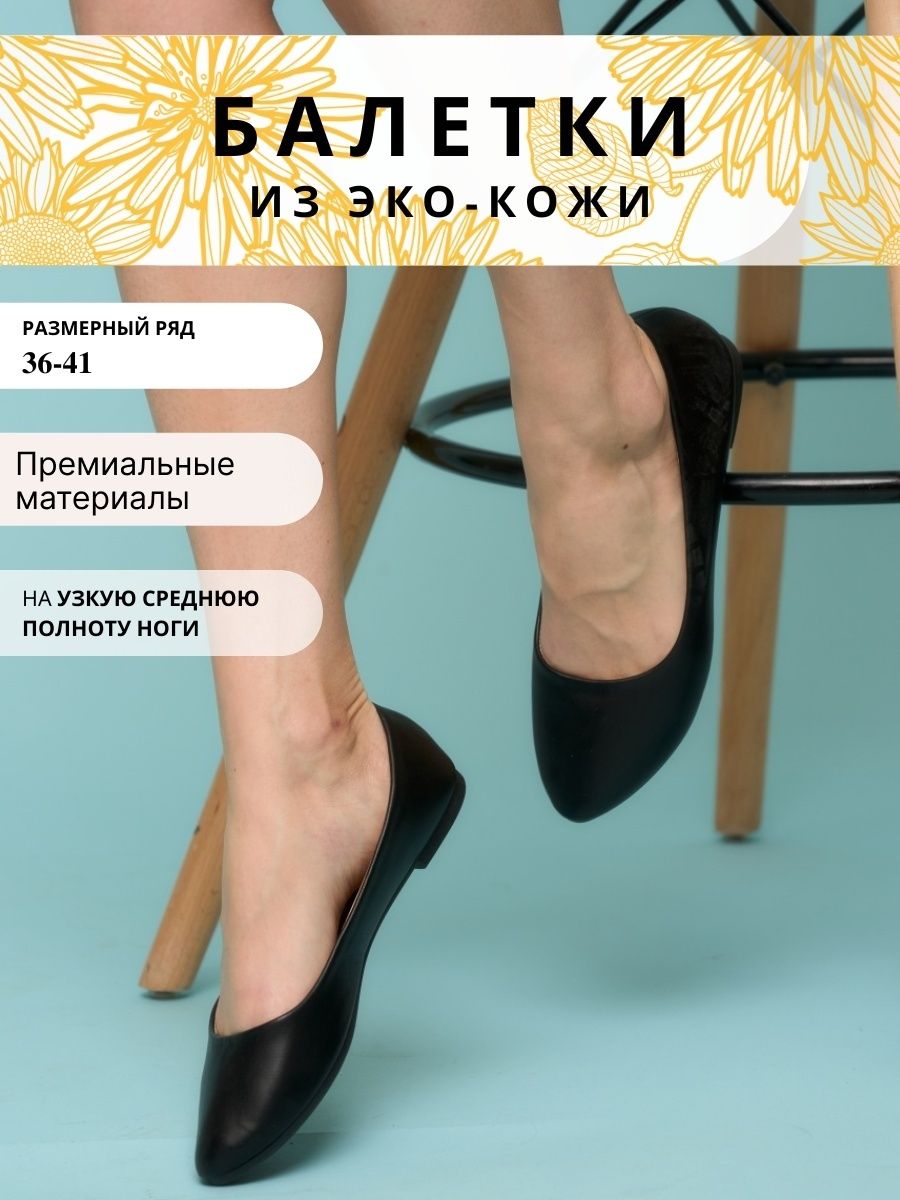 БАЛЕТКИ
ИЗ ЭКО-КОЖИ
РАЗМЕРНЫЙ РЯД
36-41
Премиальные
материалы
НА УЗКУЮ СРЕДНЮЮ
ПОЛНОТУ НОГИ